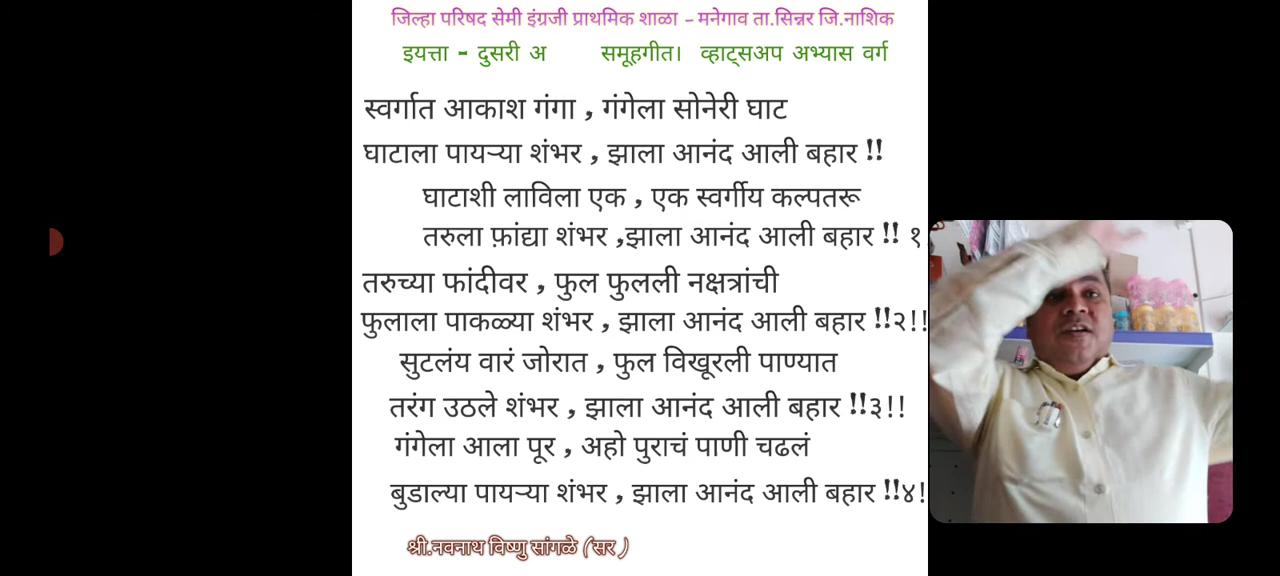 जिल्हा परिषद सेमी इंग्रजी प्राथमिक शाळा - मनेगाव ता.सिन्नर जि.नाशिक
इयत्ता - दुसरी अ समूहगीत। व्हाट्सअप अभ्यास वर्ग
स्वर्गात आकाश गंगा , गंगेला सोनेरी घाट
घाटाला पायऱ्या शंभर , झाला आनंद आली बहार !!
घाटाशी लाविला एक , एक स्वर्गीय कल्पतरू
तरुला फ़ांद्या शंभर ,झाला आनंद आली बहार !! १
तरुच्या फांदीवर , फुल फुलली नक्षत्रांची
फुलाला पाकळ्या शंभर , झाला आनंद आली बहार !!२!!
सुटलंय वारं जोरात , फुल विखूरली पाण्यात
तरंग उठले शंभर , झाला आनंद आली बहार !!३!!
गंगेला आला पूर , अहो पुराचं पाणी चढलं
बुडाल्या पायऱ्या शंभर , झाला आनंद आली बहार !!४!
श्री.नवनाथ विष्णु सांगळे (सर)